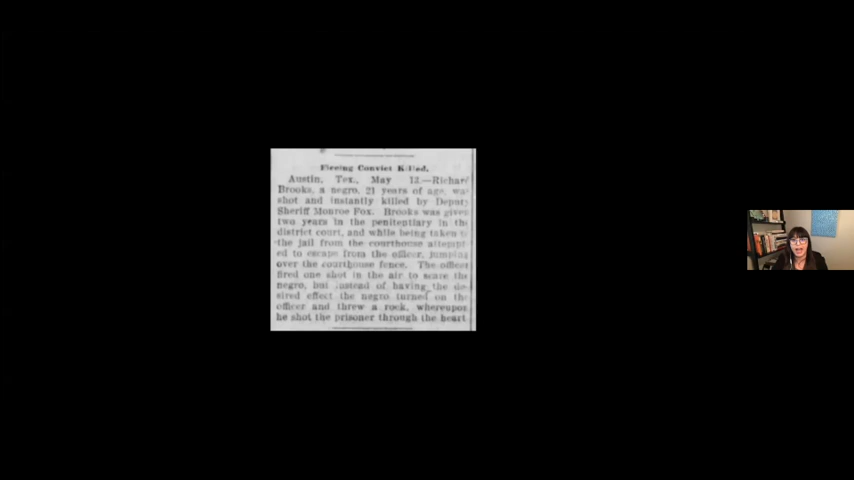 Fleeing Convict Killed.
Austin, Tex., May 13.—Richard
Brooks, a negro, 21 years of age, was
shot and instantly killed by Deputy
Sheriff Monroe Fox. Brooks was given
two years in the penitentiary in the
district court, and while being taken to
the jail from the courthouse attempt-
ed to escape from the officer, jumping
over the courthouse fence. The officer
fired one shot in the air to scare the
negro, but instead of having the de-
sired effect the negro turned on the
officer and threw a rock, whereupon
he shot the prisoner through the heart